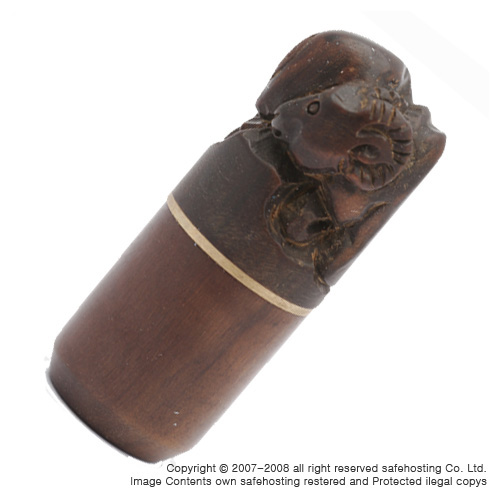 Copyright © 2007-2008 all right reserved safehosting Co. Ltd.
Image Contents own safehosting restered and Protected ilegal copys